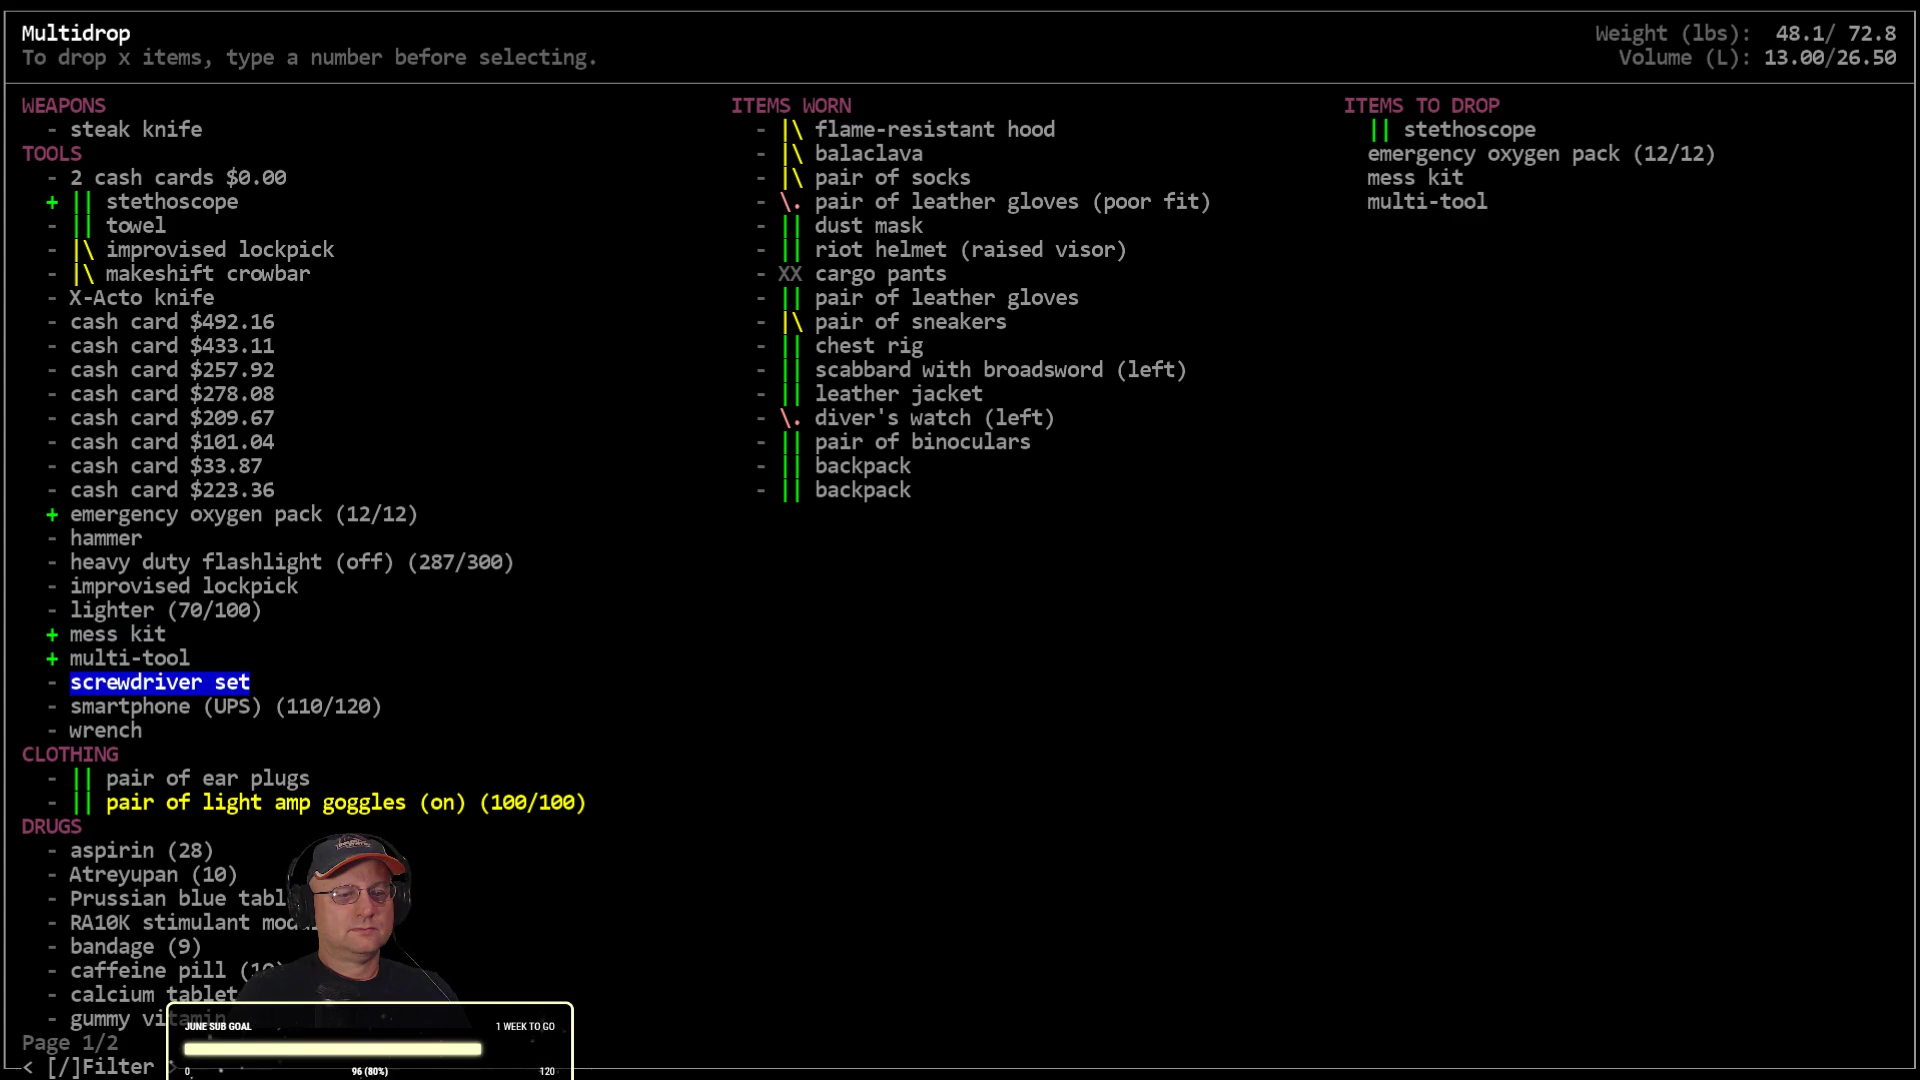 Multidrop
To drop x items, type a number before selecting.
Weight (lbs): 48.1/ 72.8
Volume (L): 13.00/26.50
WEAPONS
- steak knife
TOOLS
- 2 cash cards $0.00
+ || stethoscope
- || towel
- |\ improvised lockpick
- |\ makeshift crowbar
- X-Acto knife
- cash card $492.16
- cash card $433.11
- cash card $257.92
- cash card $278.08
- cash card $209.67
- cash card $101.04
- cash card $33.87
- cash card $223.36
+ emergency oxygen pack (12/12)
- hammer
- heavy duty flashlight (off) (287/300)
- improvised lockpick
- lighter (70/100)
+ mess kit
+ multi-tool
- screwdriver set
- smartphone (UPS) (110/120)
- wrench
CLOTHING
- || pair of ear plugs
- || pair of light amp goggles (on) (100/100)
DRUGS
- aspirin (28)
- Atreyupan (10)
- Prussian blue
- RA10K stimulant
- bandage (9)
- caffeine pill
- calcium tablet
- gummy
Page 1/2
< [/]Filter
ITEMS WORN
- |\ flame-resistant hood
- |\ balaclava
- |\ pair of socks
- \. pair of leather gloves (poor fit)
- || dust mask
- || riot helmet (raised visor)
- XX cargo pants
- || pair of leather gloves
- |\ pair of sneakers
- || chest rig
- || scabbard with broadsword (left)
- || leather jacket
- \. diver's watch (left)
- || pair of binoculars
- || backpack
- || backpack
ITEMS TO DROP
|| stethoscope
emergency oxygen pack (12/12)
mess kit
multi-tool
JUNE SUB GOAL
1 WEEK TO GO
0
96 (80%)
120